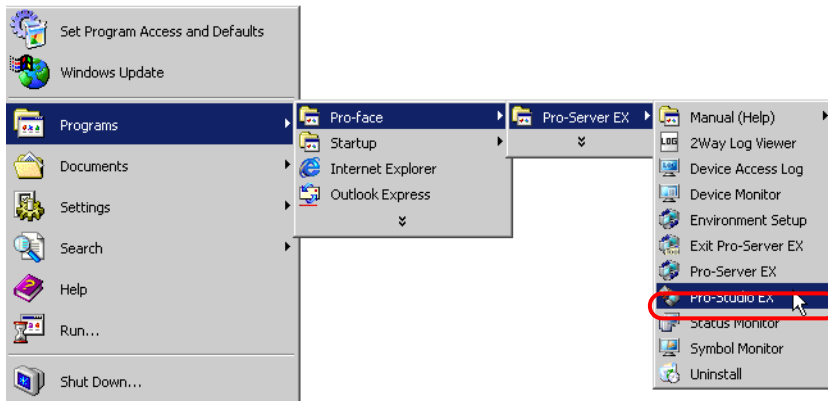 Set Program Access and Defaults
Windows Update
Programs
Documents
Settings
Search
Help
Run...
Shut Down...
Pro-face
Startup
Internet Explorer
Outlook Express
Pro-Server EX
Manual (Help)
LOG 2Way Log Viewer
Device Access Log
Device Monitor
Environment Setup
Exit Pro-Server EX
Pro-Server EX
Pro-Studio EX
Status Monitor
Symbol Monitor
Uninstall